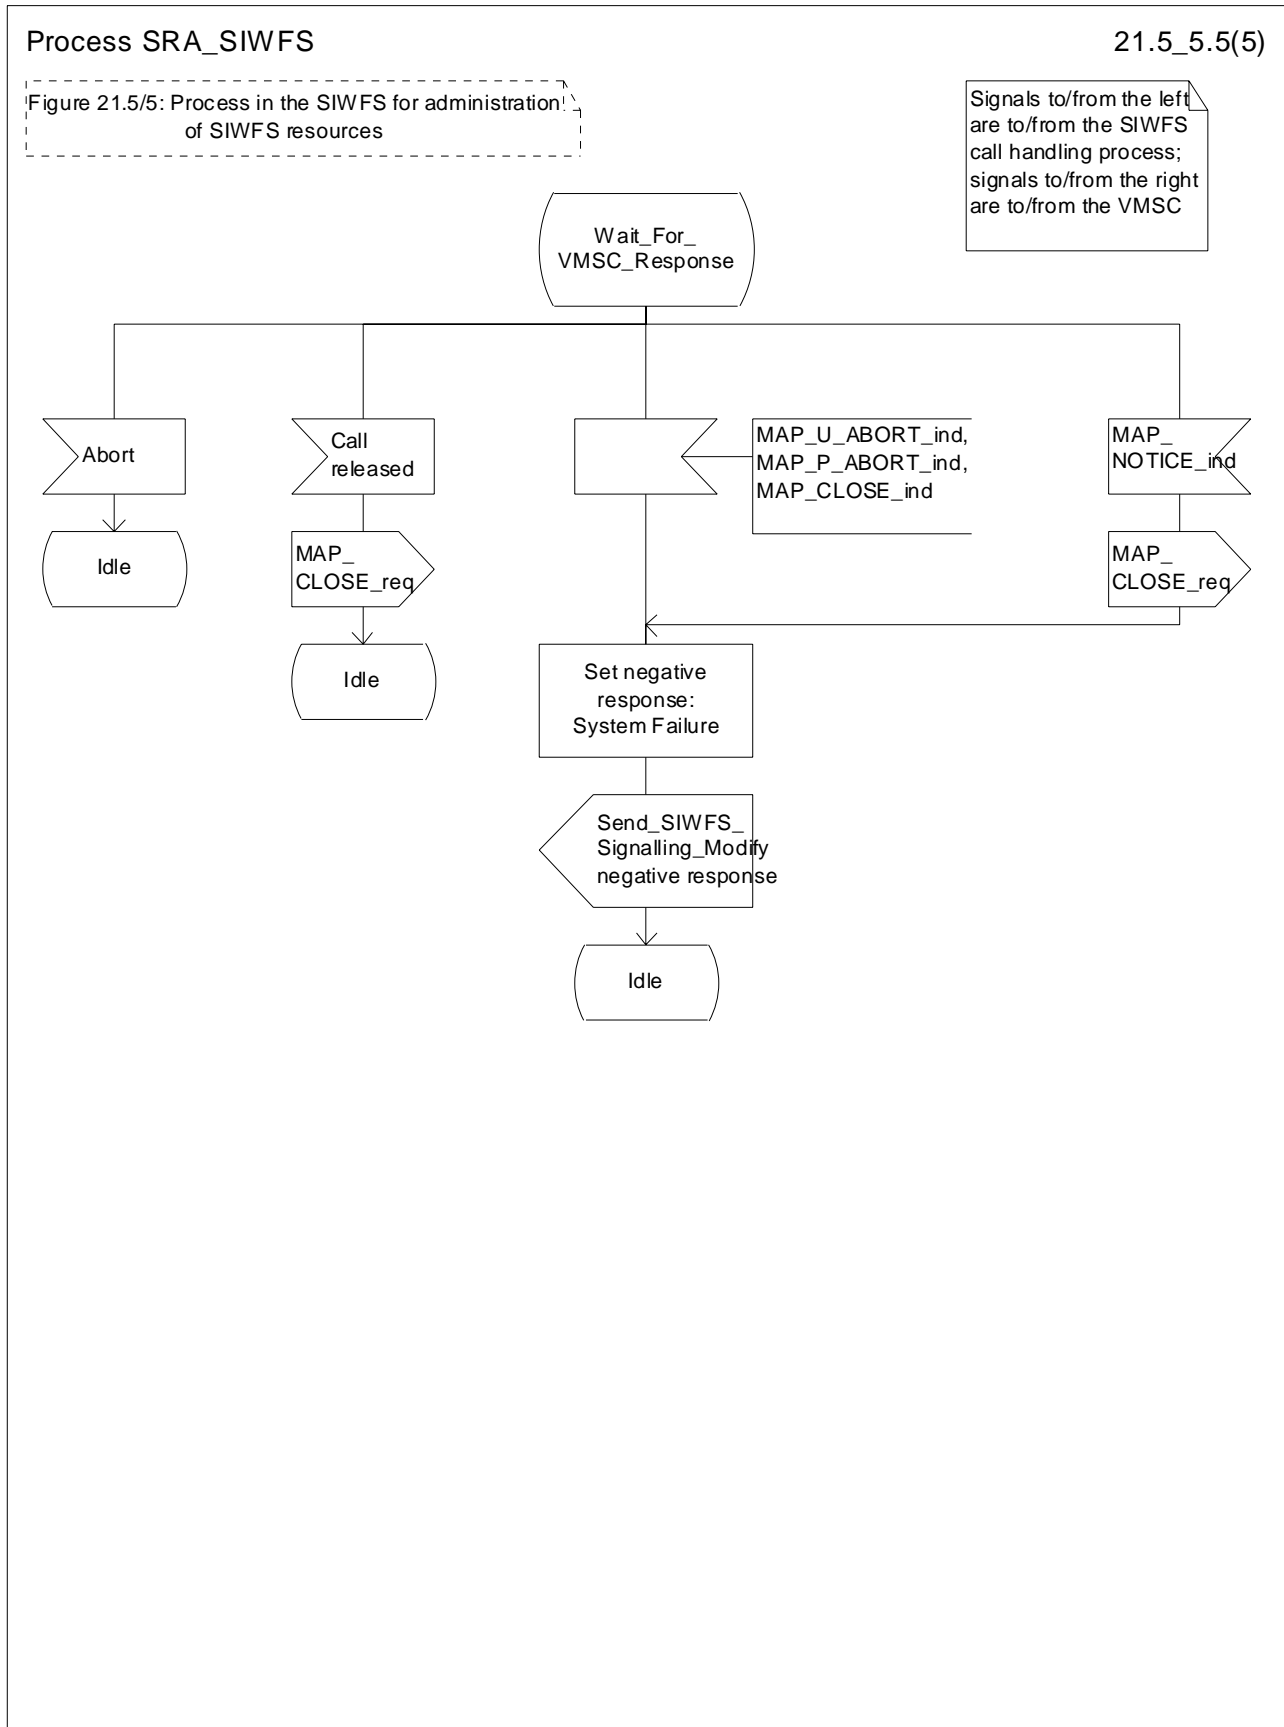 Process SRA_SIWFS
21.5_5.5(5)
Figure 21.5/5: Process in the SIWFS for administration
of SIWFS resources
Signals to/from the left
are to/from the SIWFS
call handling process;
signals to/from the right
are to/from the VMSC
Wait_For_
VMSC_Response
Abort
Call
released
MAP_U_ABORT_ind,
MAP_P_ABORT_ind,
MAP_CLOSE_ind
MAP_
NOTICE_ind
Idle
MAP_
CLOSE_req
MAP_
CLOSE_req
Idle
Set negative
response:
System Failure
Send_SIWFS_
Signalling_Modify
negative response
Idle